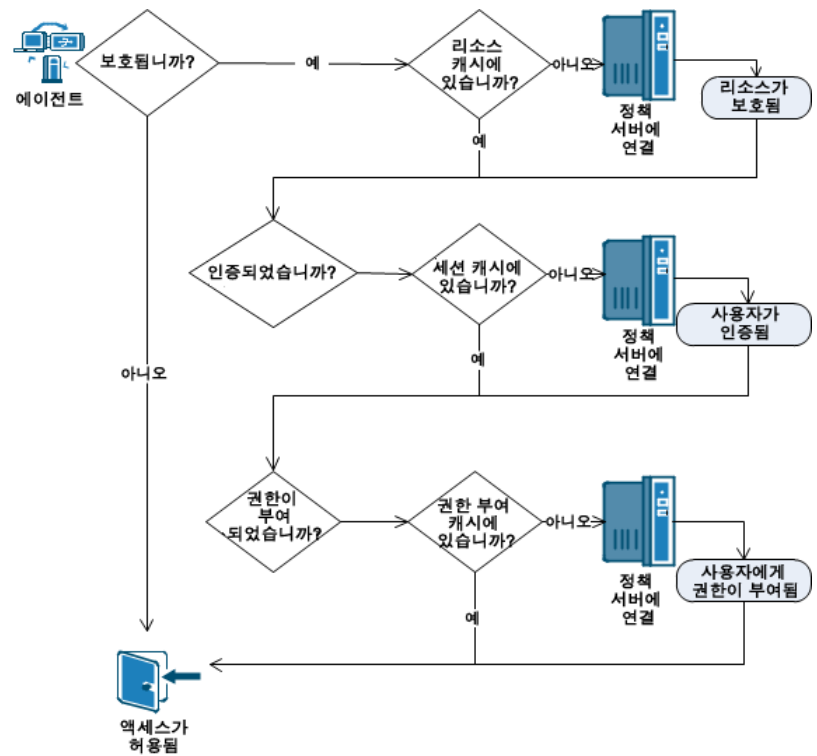 에이전트
보호됩니까?
예
리소스
캐시에
있습니까?
아니오
정책
서버에
연결
리소스가
보호됨
예
인증되었습니까?
세션 캐시에
있습니까?
아니오
정책
서버에
연결
사용자가
인증됨
예
아니오
권한이
부여
되었습니까?
권한 부여
캐시에
있습니까?
아니오
정책
서버에
연결
사용자에게
권한이 부여됨
예
액세스가
허용됨